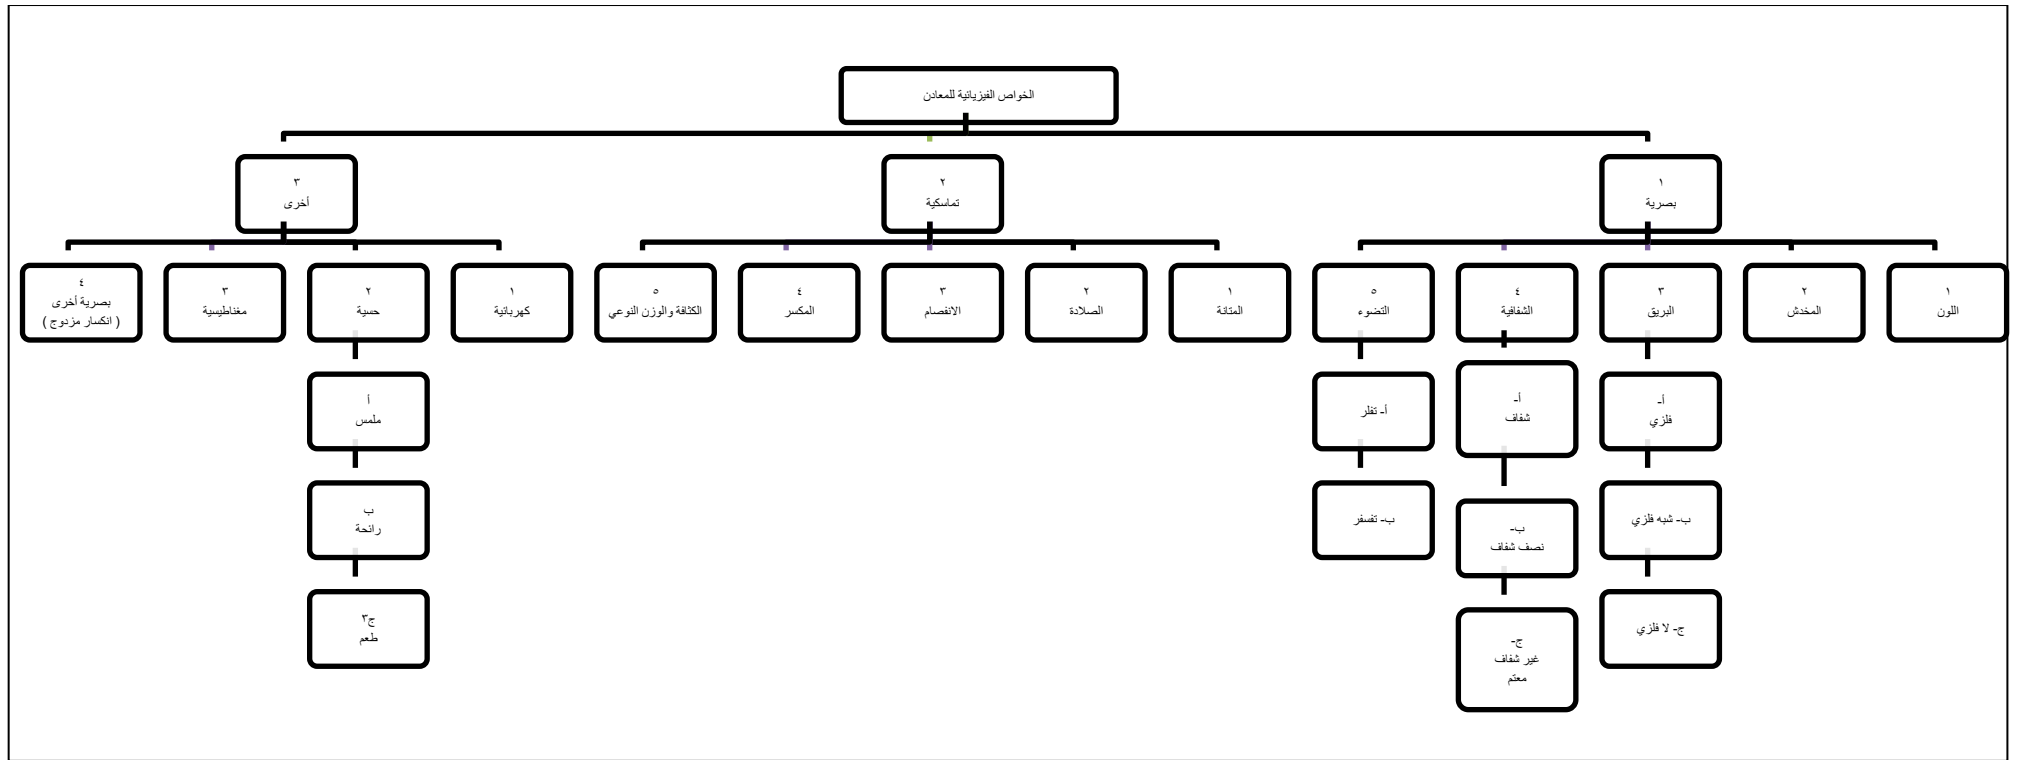 الخواص الفيزيائية للمعادن
١
بصرية
٢
تماسكية
٣
أخرى
١
اللون
٢
المخدش
٣
البريق
٤
الشفافية
٥
التضوء
١
المتانة
٢
الصلادة
٣
الانفصام
٤
المكسر
٥
الكثافة والوزن النوعي
١
كهربائية
٢
حسية
٣
مغناطيسية
٤
بصرية أخرى
( انكسار مزدوج )
أ-
فلزي
ب- شبه فلزي
ج- لا فلزي
أ-
شفاف
ب-
نصف شفاف
ج-
غير شفاف
معتم
أ- تفلر
ب- تفسفر
أ
ملمس
ب
رائحة
ج٣
طعم